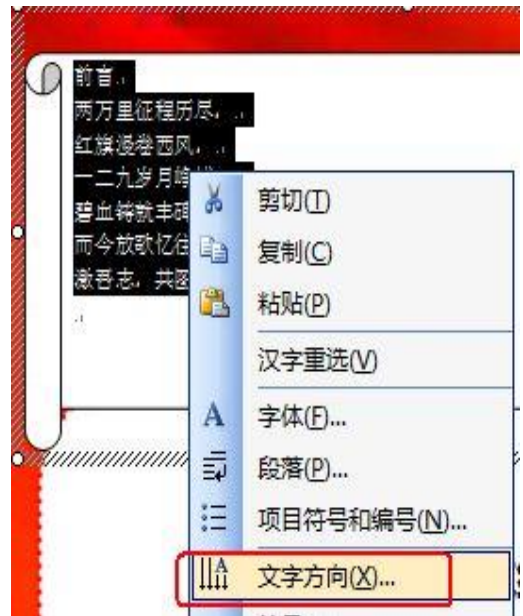 前言
两万里征程历尽，
红旗漫卷西风，
一二九岁月峥嵘
碧血铸就丰碑
而今放歌忆往
激吾志，共图
剪切(T)
复制(C)
粘贴(P)
汉字重选(V)
字体(F)...
段落(P)...
项目符号和编号(N)...
文字方向(X)...